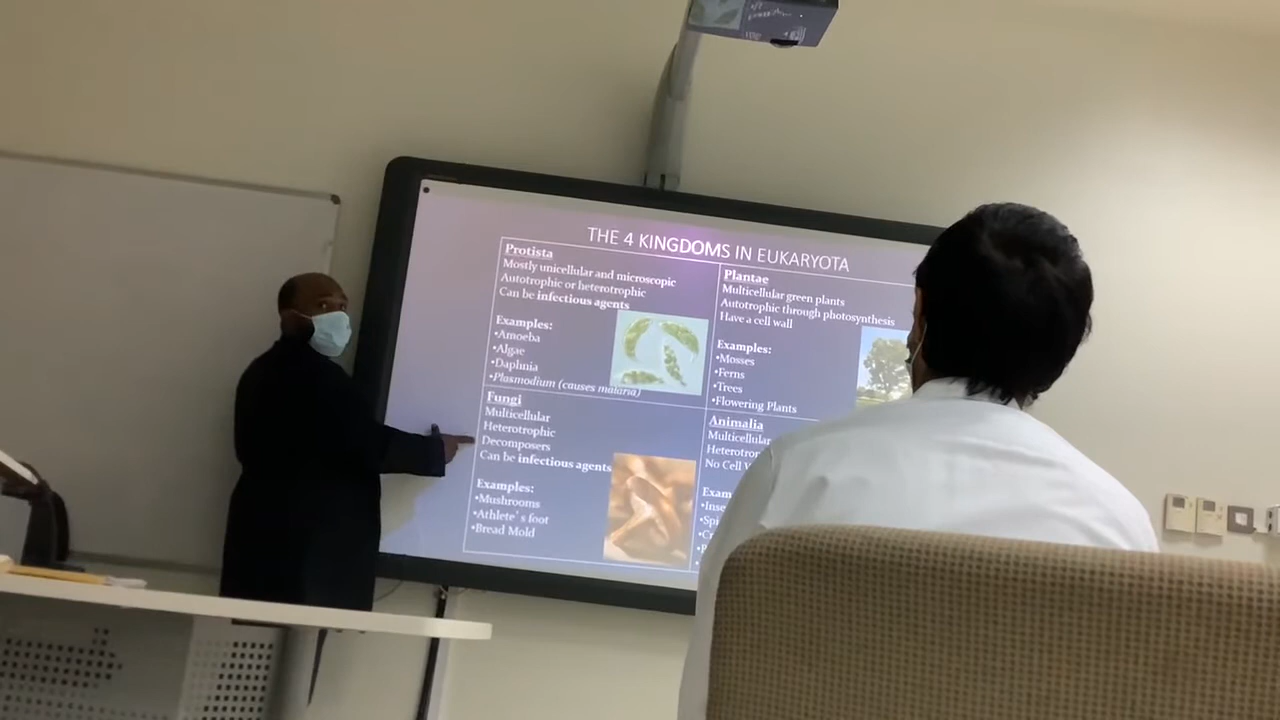 THE 4 KINGDOMS IN EUKARYOTA
Protista
Mostly unicellular and microscopic
Autotrophic or heterotrophic
Can be infectious agents
Examples:
•Amoeba
•Algae
•Daphnia
•Plasmodium (causes malaria)
Plantae
Multicellular green plants
Autotrophic through photosynthesis
Have a cell wall
Examples:
•Mosses
•Ferns
•Trees
•Flowering Plants
Fungi
Multicellular
Heterotrophic
Decomposers
Can be infectious agents
Examples:
•Mushrooms
•Athlete's foot
•Bread Mold
Animalia
Multicellular
No Cell